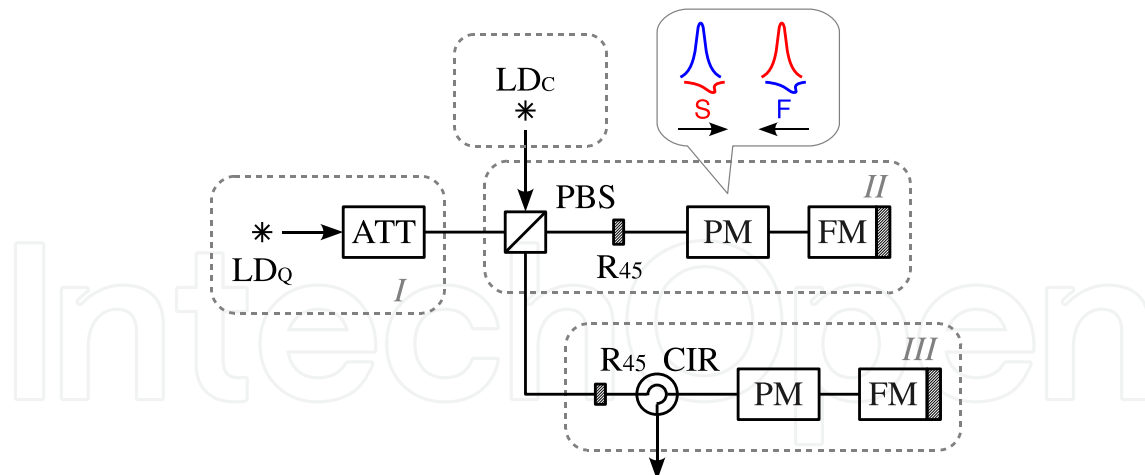 LDC
S F
PBS II
ATT PM FM
LDQ R45
I
R45 CIR III
PM FM
IntechOpen